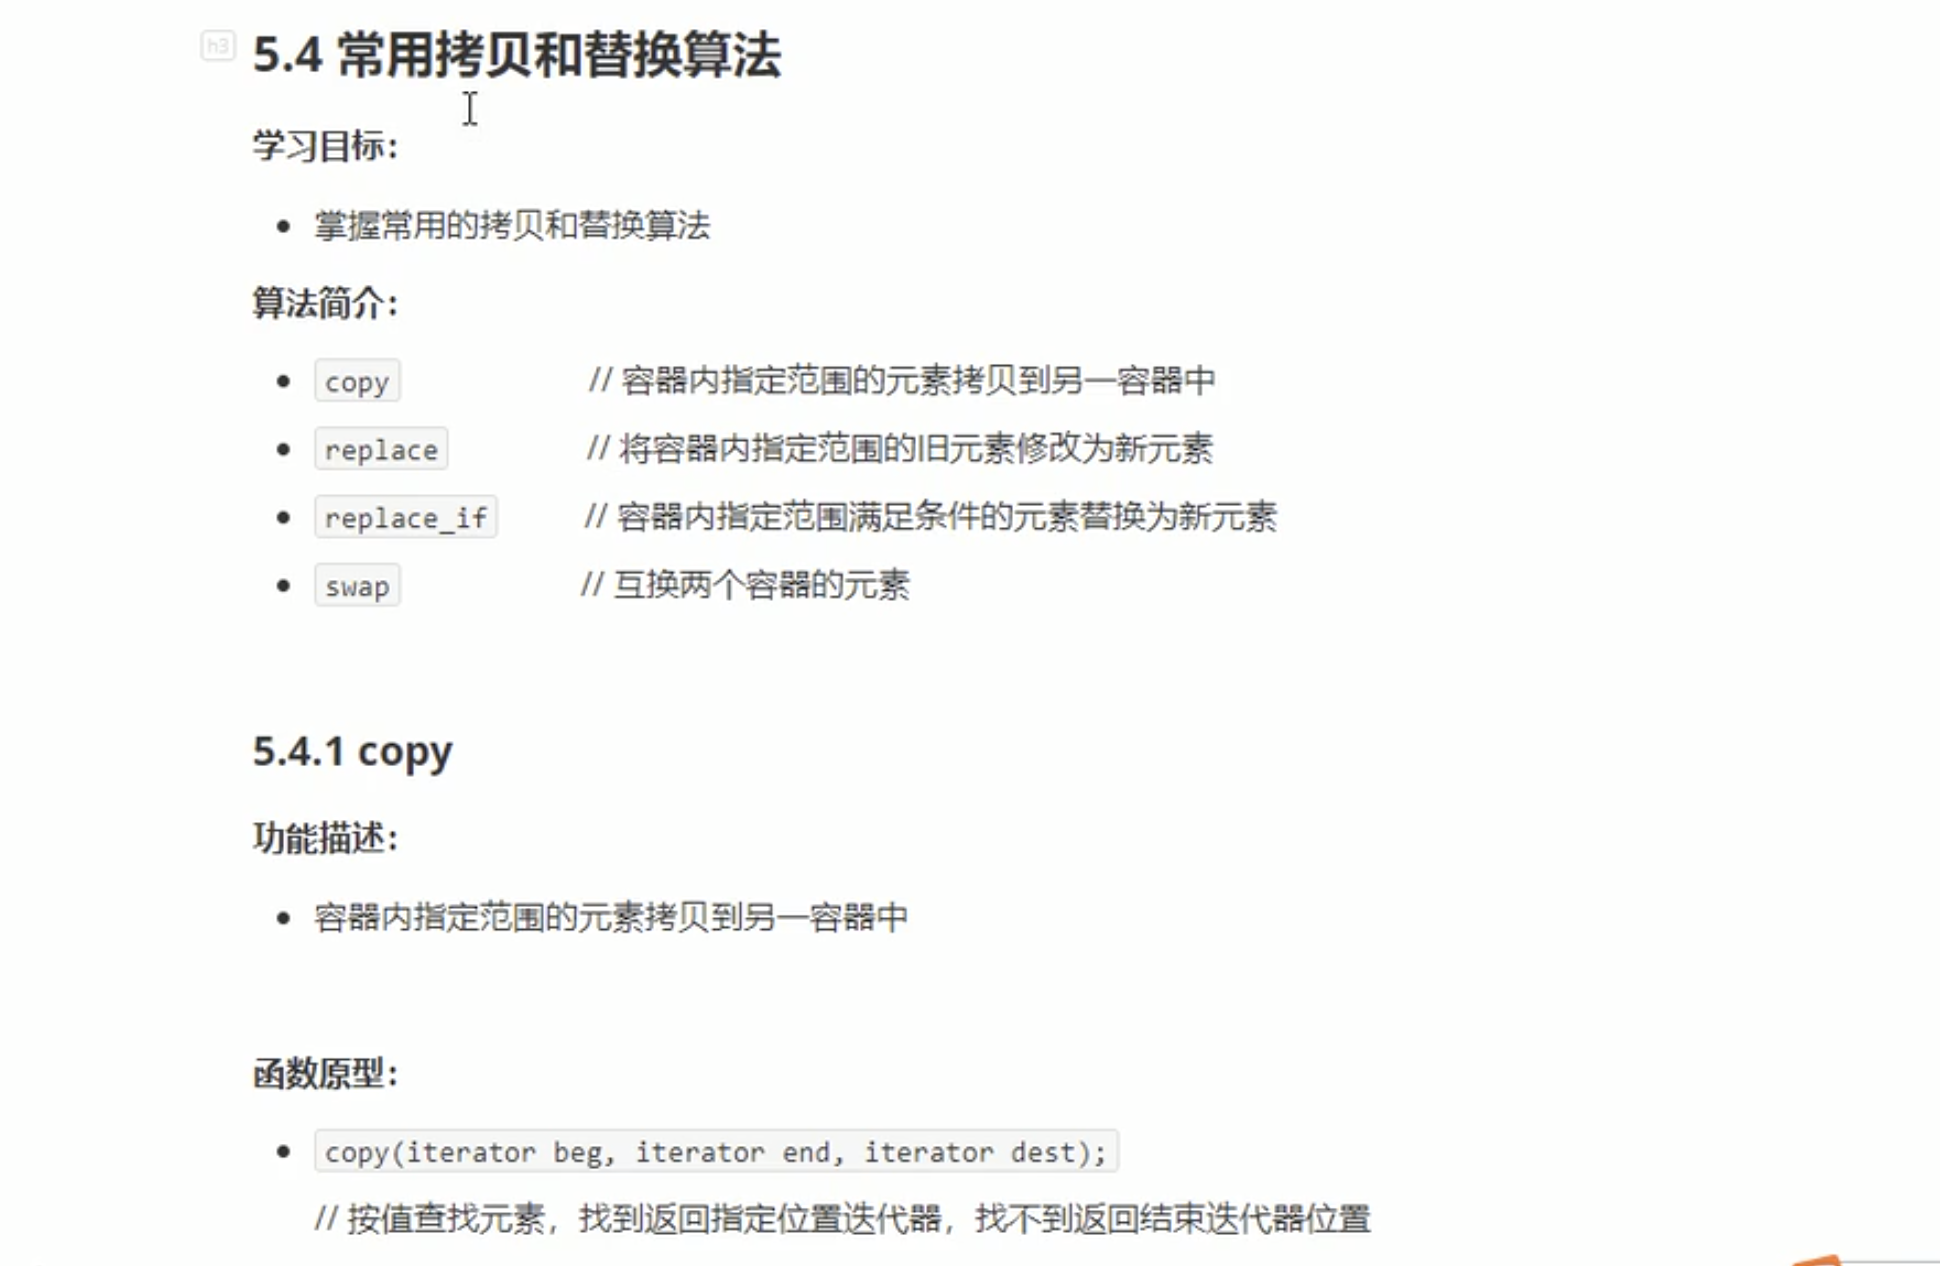 h3
5.4 常用拷贝和替换算法
学习目标：
掌握常用的拷贝和替换算法
算法简介：
copy // 容器内指定范围的元素拷贝到另一容器中
replace // 将容器内指定范围的旧元素修改为新元素
replace_if // 容器内指定范围满足条件的元素替换为新元素
swap // 互换两个容器的元素
5.4.1 copy
功能描述：
容器内指定范围的元素拷贝到另一容器中
函数原型：
copy(iterator beg, iterator end, iterator dest);
// 按值查找元素，找到返回指定位置迭代器，找不到返回结束迭代器位置